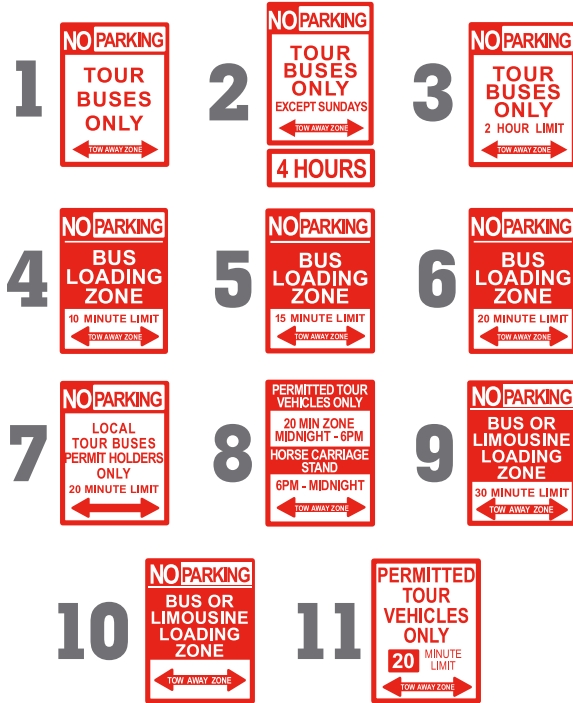 1
NO PARKING
TOUR
BUSES
ONLY
TOW AWAY ZONE
2
NO PARKING
TOUR
BUSES
ONLY
EXCEPT SUNDAYS
TOW AWAY ZONE
4 HOURS
3
NO PARKING
TOUR
BUSES
ONLY
2 HOUR LIMIT
TOW AWAY ZONE
4
NO PARKING
BUS
LOADING
ZONE
10 MINUTE LIMIT
TOW AWAY ZONE
5
NO PARKING
BUS
LOADING
ZONE
15 MINUTE LIMIT
TOW AWAY ZONE
6
NO PARKING
BUS
LOADING
ZONE
20 MINUTE LIMIT
TOW AWAY ZONE
7
NO PARKING
LOCAL
TOUR BUSES
PERMIT HOLDERS
ONLY
20 MINUTE LIMIT
8
PERMITTED TOUR
VEHICLES ONLY
20 MIN ZONE
MIDNIGHT - 6PM
HORSE CARRIAGE
STAND
6PM - MIDNIGHT
TOW AWAY ZONE
9
NO PARKING
BUS OR
LIMOUSINE
LOADING
ZONE
30 MINUTE LIMIT
TOW AWAY ZONE
10
NO PARKING
BUS OR
LIMOUSINE
LOADING
ZONE
TOW AWAY ZONE
11
PERMITTED
TOUR
VEHICLES
ONLY
20 MINUTE
LIMIT
TOW AWAY ZONE